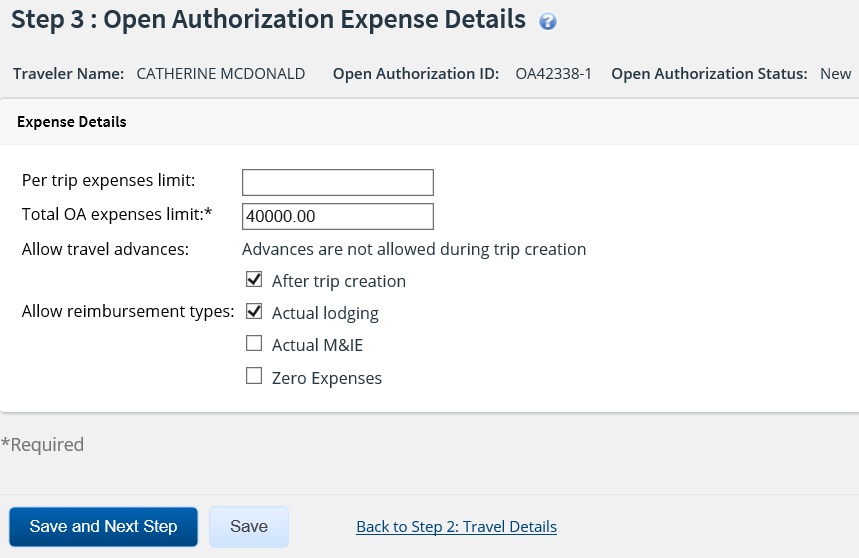 Step 3 : Open Authorization Expense Details ?
Traveler Name: CATHERINE MCDONALD Open Authorization ID: OA42338-1 Open Authorization Status: New
Expense Details
Per trip expenses limit:
Total OA expenses limit:* 40000.00
Allow travel advances: Advances are not allowed during trip creation
After trip creation
Allow reimbursement types: Actual lodging
Actual M&IE
Zero Expenses
*Required
Save and Next Step Save Back to Step 2: Travel Details